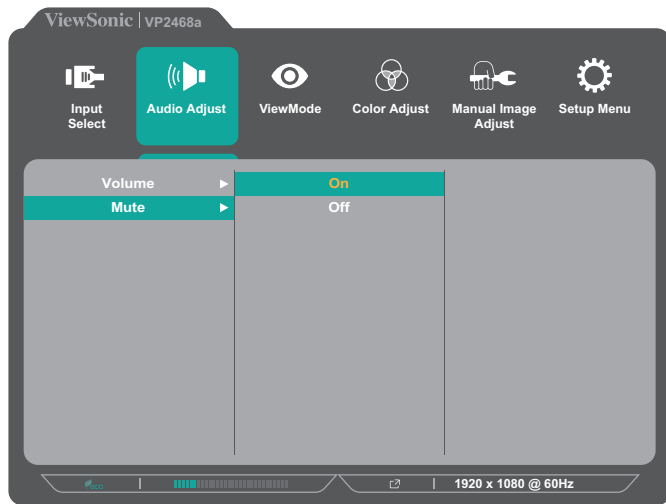 ViewSonic | VP2468a
Input Select
Audio Adjust
ViewMode
Color Adjust
Manual Image Adjust
Setup Menu
Volume
On
Mute
Off
eco
1920 x 1080 @ 60Hz